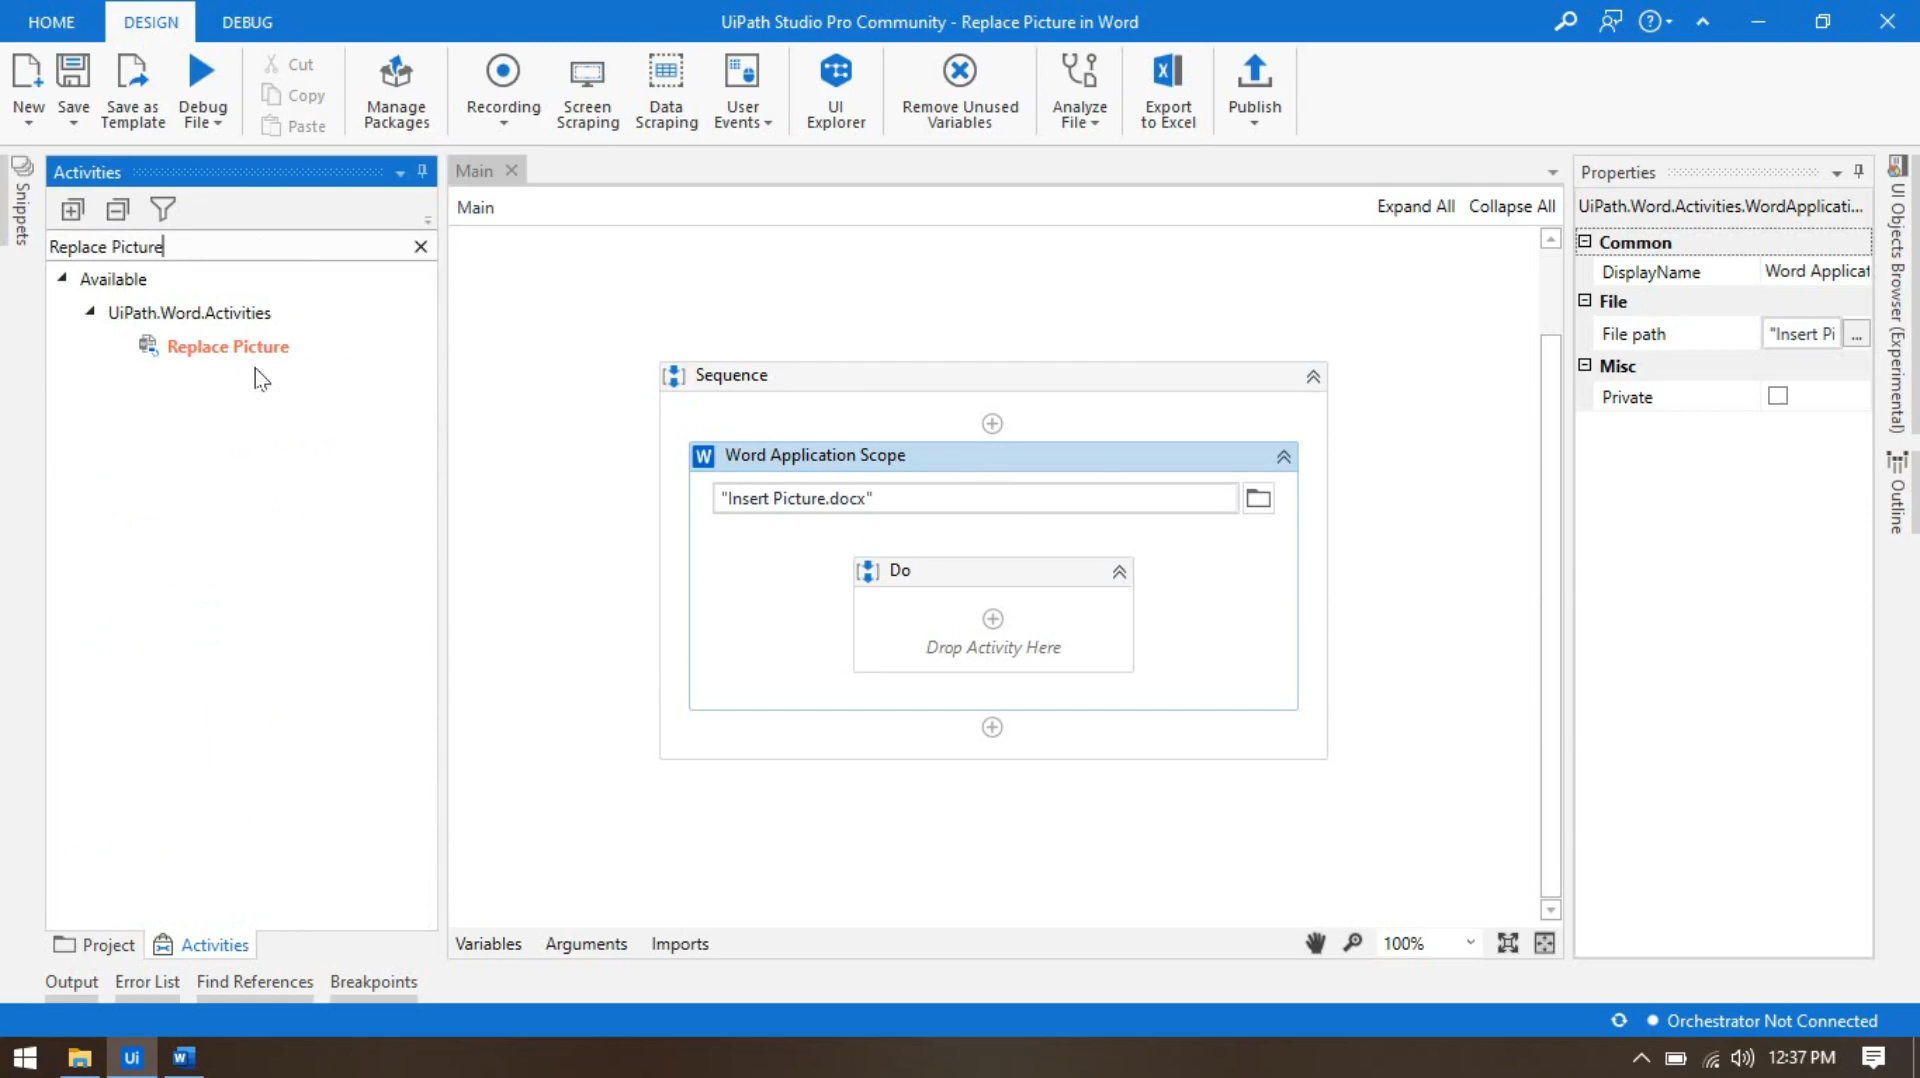 HOME DESIGN DEBUG UiPath Studio Pro Community - Replace Picture in Word
New Save Save as Template Debug File Cut Copy Paste Manage Packages Recording Screen Scraping Data Scraping User Events UI Explorer Remove Unused Variables Analyze File Export to Excel Publish
Snippets
Activities
Replace Picture
Available
UiPath.Word.Activities
Replace Picture
Project Activities
Main
Main Expand All Collapse All
Sequence
W Word Application Scope
"Insert Picture.docx"
Do
Drop Activity Here
Variables Arguments Imports 100%
Properties
UiPath.Word.Activities.WordApplicati...
Common
DisplayName Word Applicat
File
File path "Insert Pi ...
Misc
Private
UI Objects Browser (Experimental)
Outline
Output Error List Find References Breakpoints
Orchestrator Not Connected
Ui W 12:37 PM